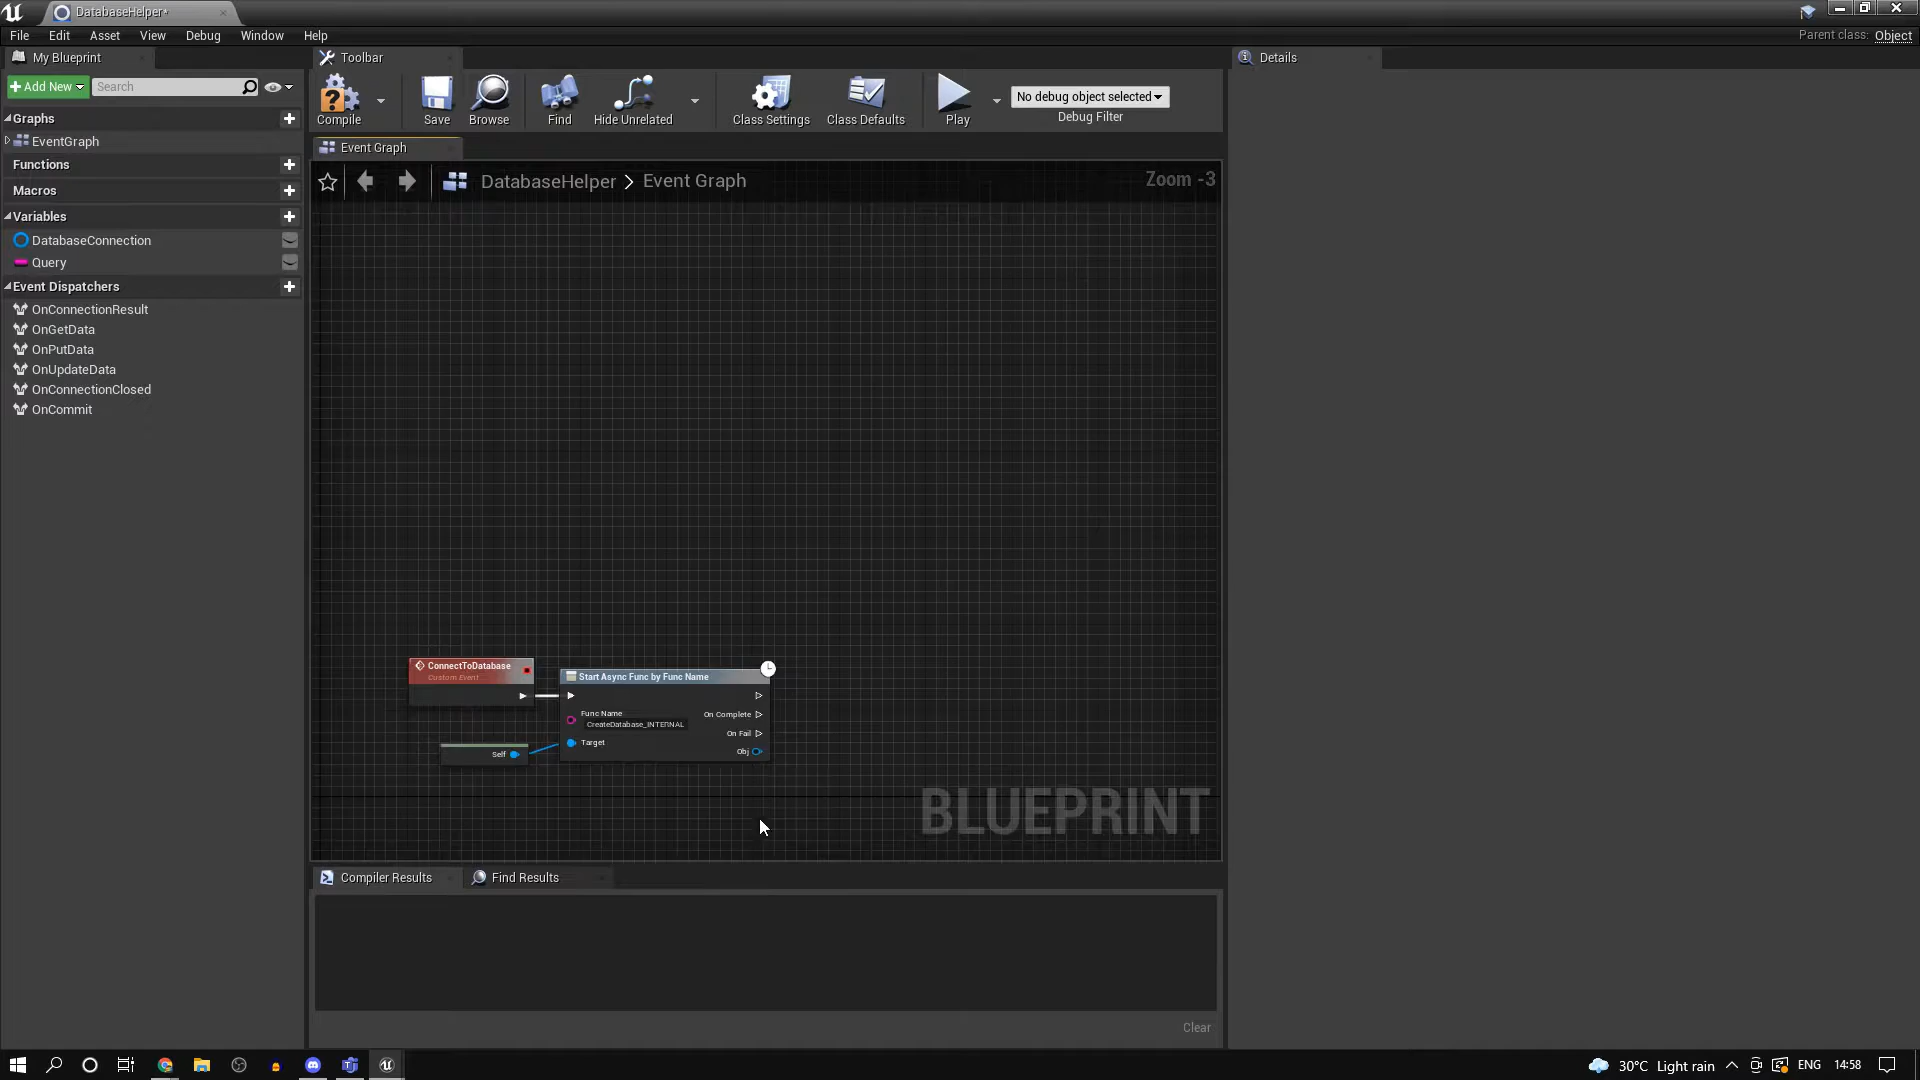 DatabaseHelper*
File Edit Asset View Debug Window Help
Parent class: Object
My Blueprint
Toolbar
Details
Add New
Search
Compile
Save
Browse
Find
Hide Unrelated
Class Settings
Class Defaults
Play
No debug object selected
Debug Filter
Graphs
EventGraph
Functions
Macros
Variables
DatabaseConnection
Query
Event Dispatchers
OnConnectionResult
OnGetData
OnPutData
OnUpdateData
OnConnectionClosed
OnCommit
Event Graph
DatabaseHelper > Event Graph
Zoom -3
ConnectToDatabase
Custom Event
Start Async Func by Func Name
Func Name
CreateDatabase_INTERNAL
On Complete
On Fail
Target
Obj
Self
BLUEPRINT
Compiler Results
Find Results
Clear
30°C Light rain
ENG
14:58